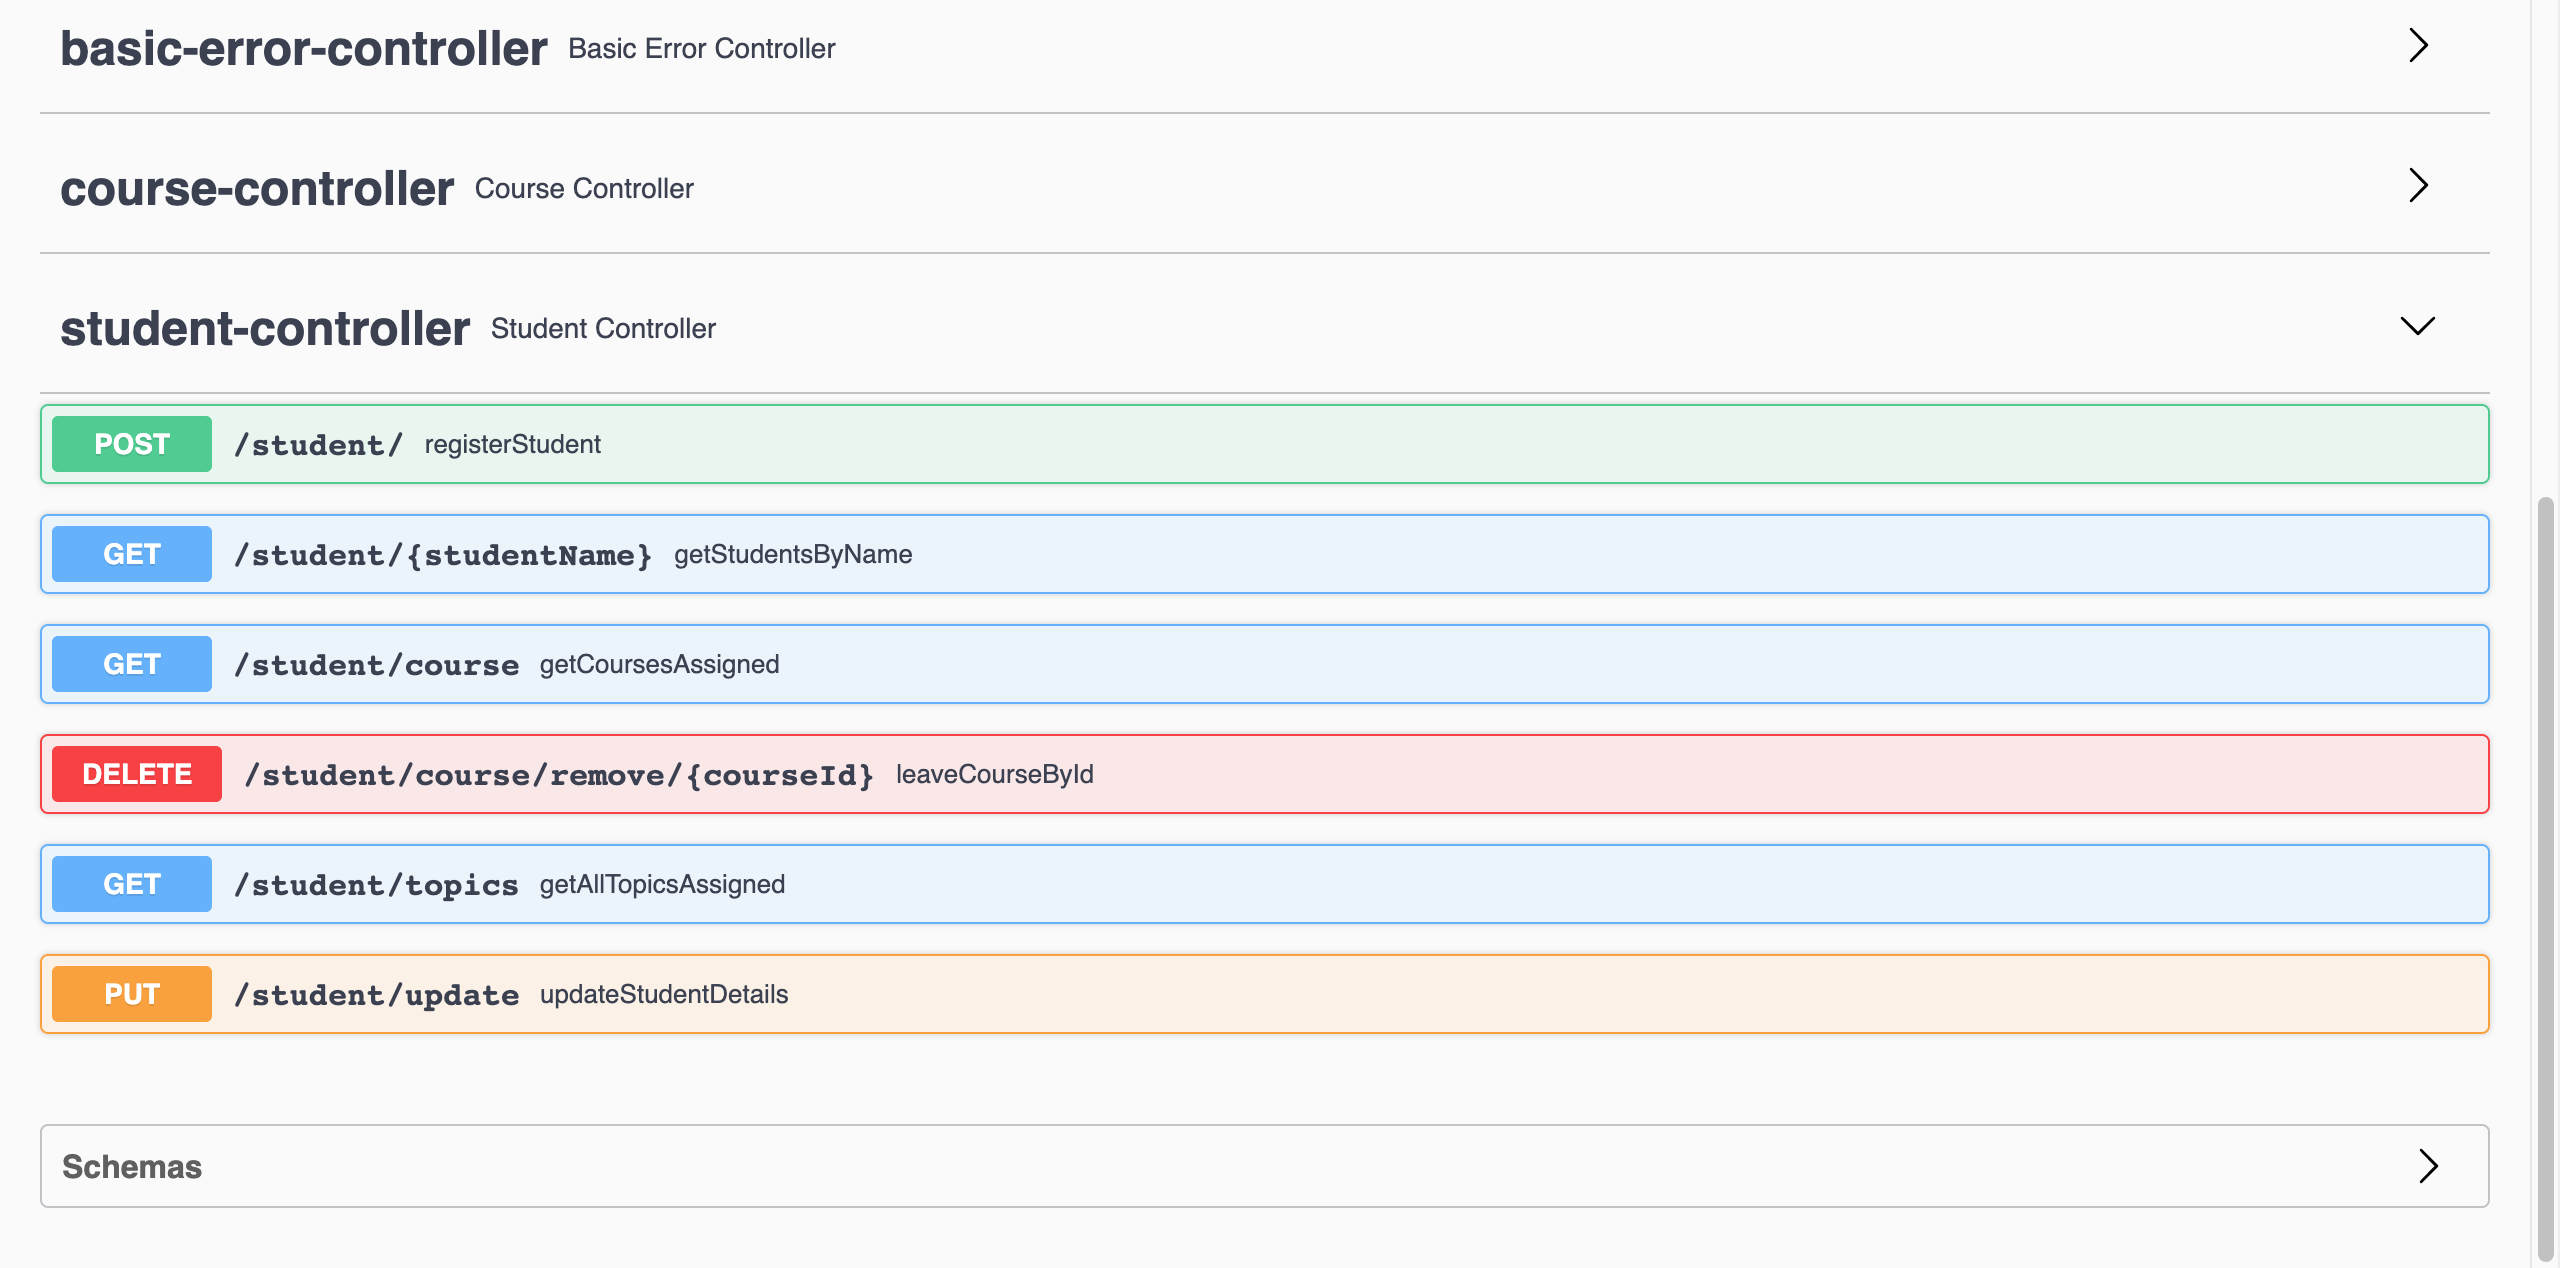 basic-error-controller Basic Error Controller
course-controller Course Controller
student-controller Student Controller
POST /student/ registerStudent
GET /student/{studentName} getStudentsByName
GET /student/course getCoursesAssigned
DELETE /student/course/remove/{courseId} leaveCourseById
GET /student/topics getAllTopicsAssigned
PUT /student/update updateStudentDetails
Schemas